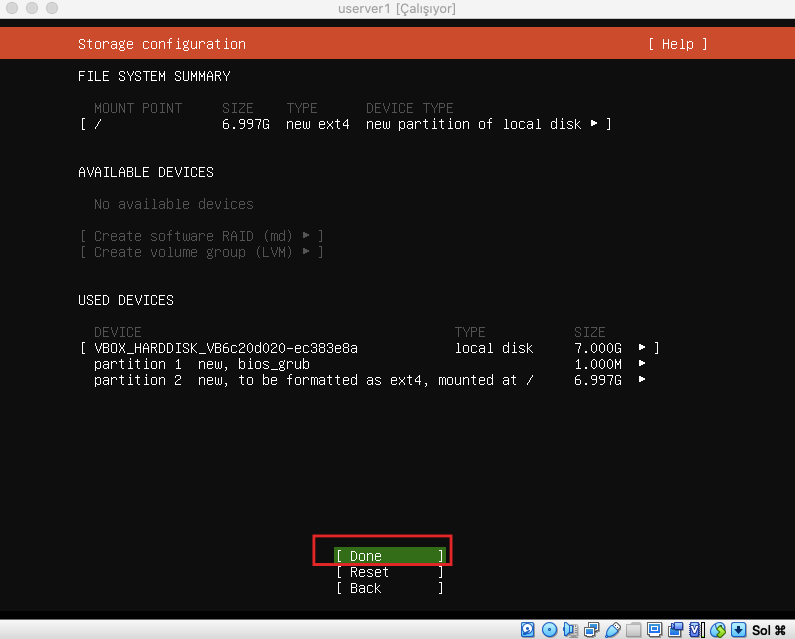 userver1 [Çalışıyor]
Storage configuration [ Help ]
FILE SYSTEM SUMMARY
MOUNT POINT SIZE TYPE DEVICE TYPE
[ / 6.997G new ext4 new partition of local disk ▸ ]
AVAILABLE DEVICES
No available devices
[ Create software RAID (md) ▸ ]
[ Create volume group (LVM) ▸ ]
USED DEVICES
DEVICE TYPE SIZE
[ VBOX_HARDDISK_VB6c20d020-ec383e8a local disk 7.000G ▸ ]
partition 1 new, bios_grub 1.000M ▸
partition 2 new, to be formatted as ext4, mounted at / 6.997G ▸
[ Done ]
[ Reset ]
[ Back ]
Sol ⌘